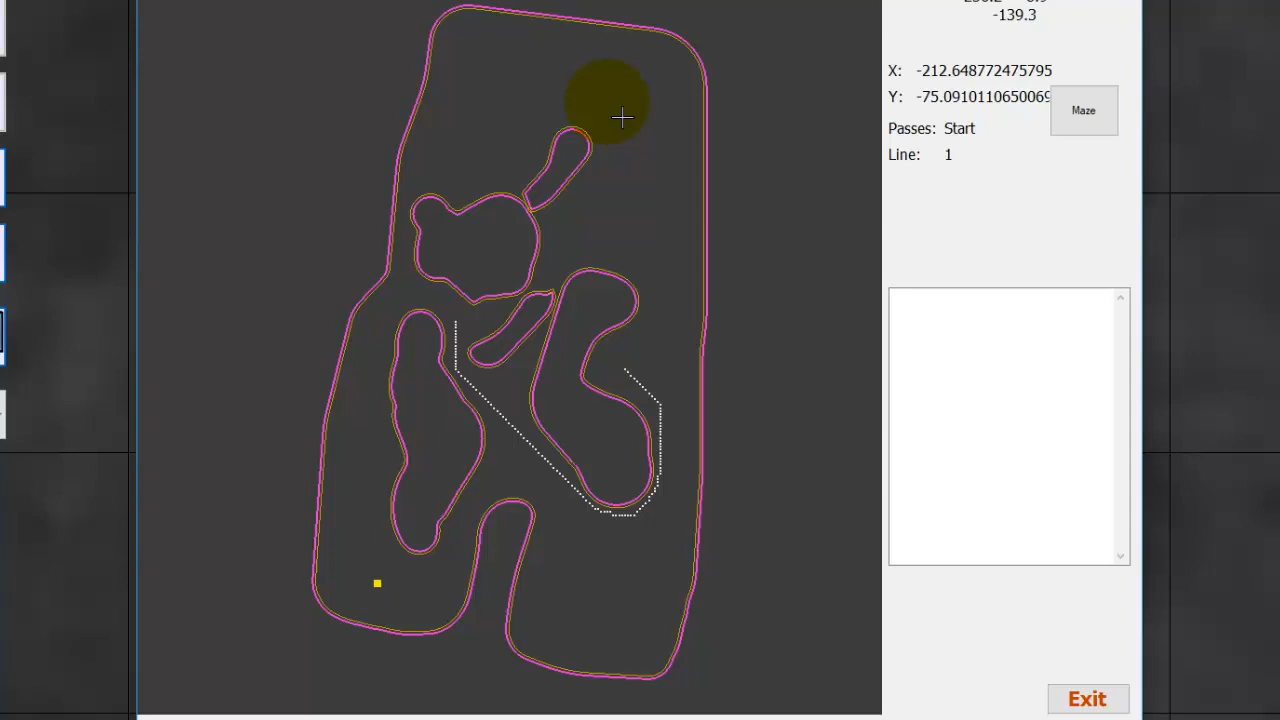 -139.3
X: -212.648772475795
Y: -75.0910110650069
Maze
Passes: Start
Line: 1
Exit